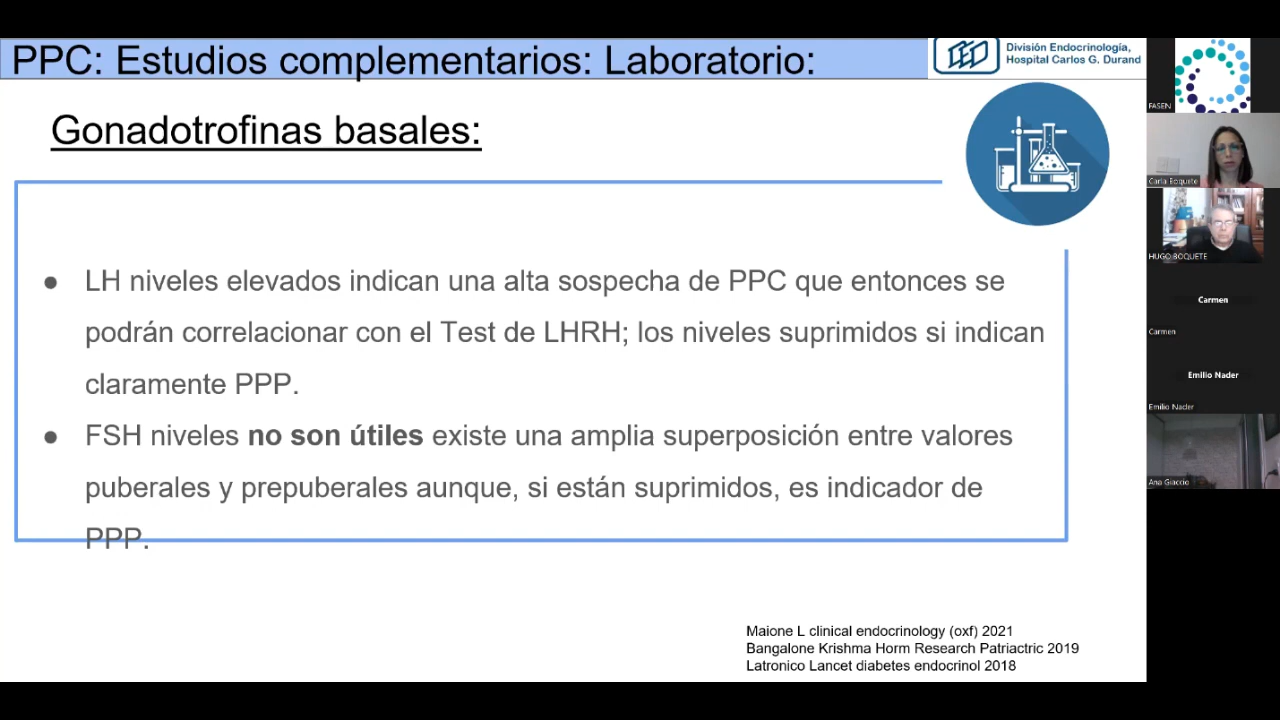 PPC: Estudios complementarios: Laboratorio:
División Endocrinología,
Hospital Carlos G. Durand
Gonadotrofinas basales:
● LH niveles elevados indican una alta sospecha de PPC que entonces se
podrán correlacionar con el Test de LHRH; los niveles suprimidos si indican
claramente PPP.
● FSH niveles no son útiles existe una amplia superposición entre valores
puberales y prepuberales aunque, si están suprimidos, es indicador de
PPP.
Maione L clinical endocrinology (oxf) 2021
Bangalone Krishma Horm Research Patriactric 2019
Latronico Lancet diabetes endocrinol 2018
FASEN
Carla Boquete
HUGO BOQUETE
Carmen
Carmen
Emilio Nader
Emilio Nader
Ana Giaccio